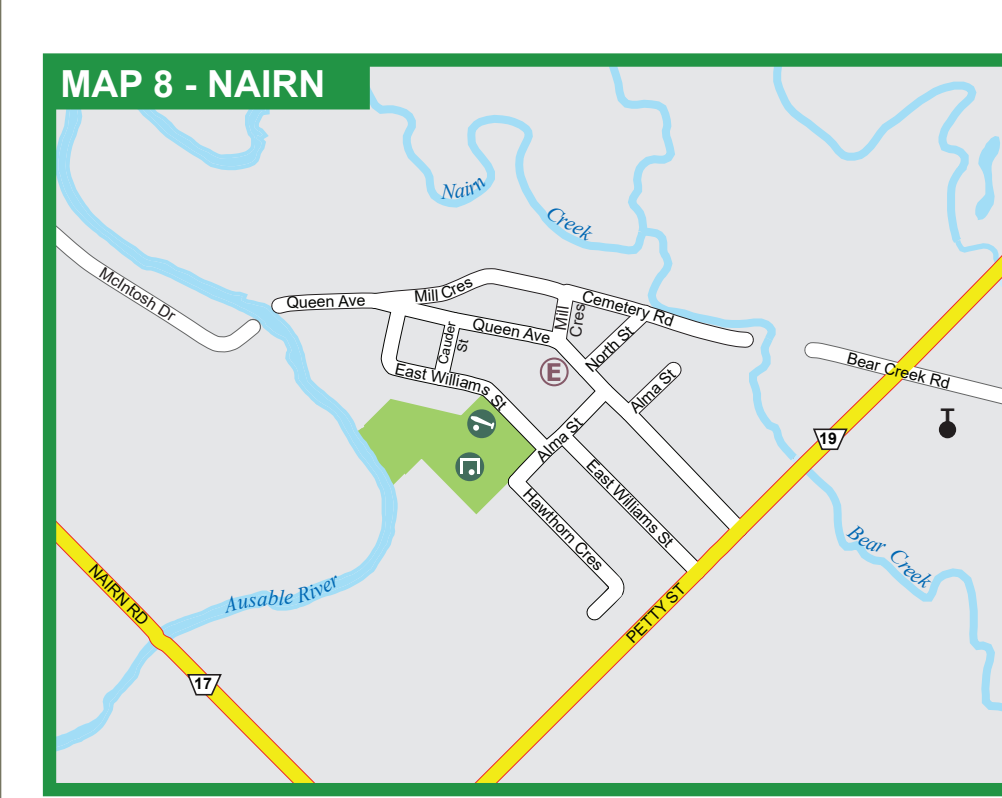 MAP 8 - NAIRN
Nairn
Creek
McIntosh Dr
Queen Ave
Mill Cres
Cemetery Rd
Mill
Cres
Queen Ave
Cauder
St
North St
East Williams St
E
Alma St
Bear Creek Rd
T
19
Alma St
East Williams St
Hawthorn Cres
Bear Creek
NAIRN RD
Ausable River
PETTY ST
17